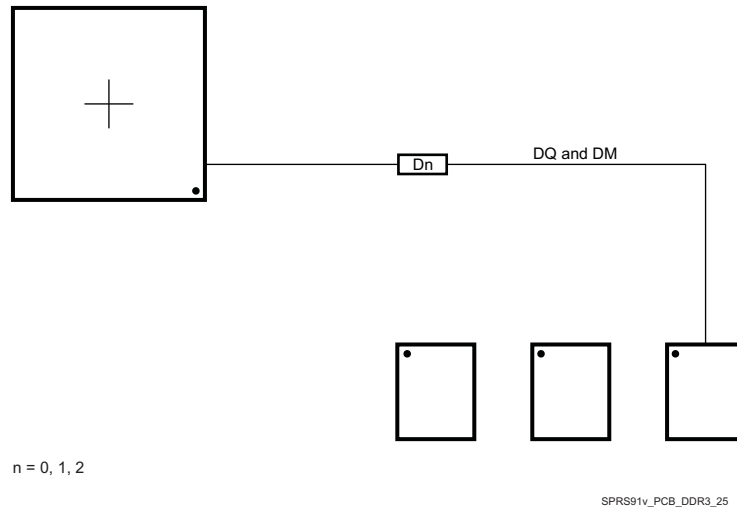 DQ and DM
Dn
n = 0, 1, 2
SPRS91v_PCB_DDR3_25